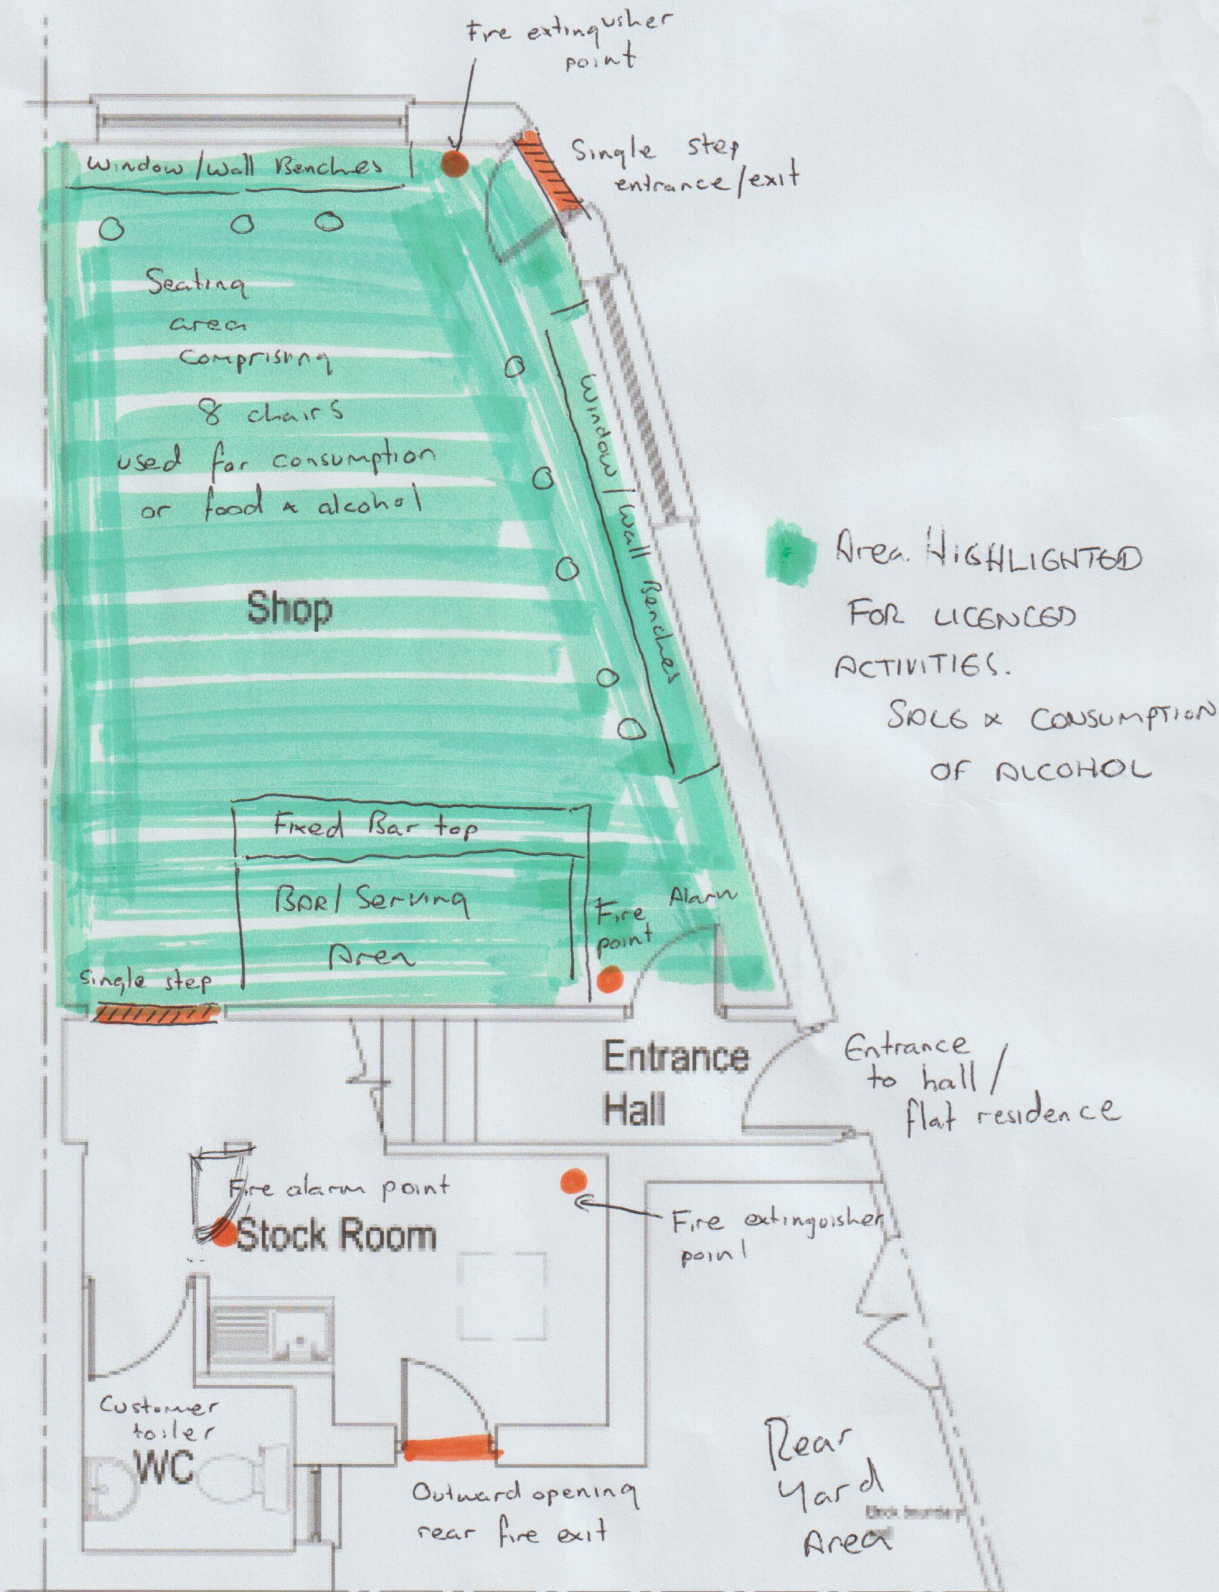 Fire extinguisher
point
Single step
entrance/exit
Window/Wall Benches
Seating
area
comprising
8 chairs
used for consumption
or food & alcohol
Window/Wall Benches
Shop
Area HIGHLIGHTED
FOR LICENCED
ACTIVITIES.
SALE & CONSUMPTION
OF ALCOHOL
Fixed Bar top
BAR/Serving
Area
Fire Alarm
point
Single step
Entrance
Hall
Entrance
to hall/
flat residence
Fire alarm point
Stock Room
Fire extinguisher
point
Customer
toiler
WC
Outward opening
rear fire exit
Rear
Yard
Area